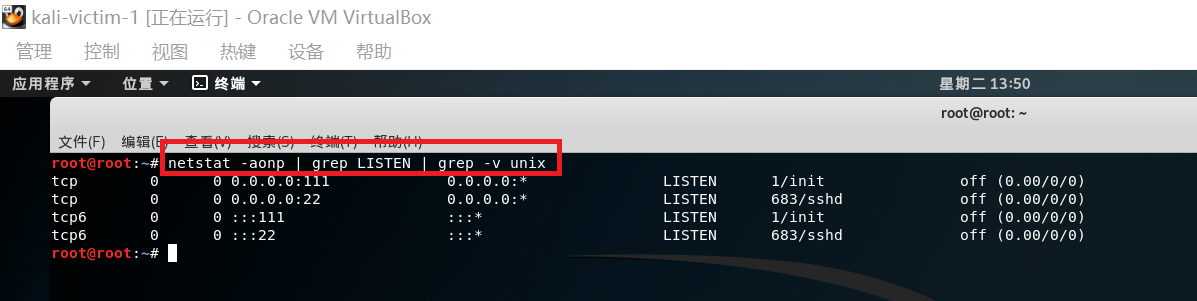 kali-victim-1 [正在运行] - Oracle VM VirtualBox
管理 控制 视图 热键 设备 帮助
应用程序 位置 终端 星期二 13:50
root@root: ~
文件(F) 编辑(E) 查看(V) 搜索(S) 终端(T) 帮助(H)
root@root:~# netstat -aonp | grep LISTEN | grep -v unix
tcp 0 0 0.0.0.0:111 0.0.0.0:* LISTEN 1/init off (0.00/0/0)
tcp 0 0 0.0.0.0:22 0.0.0.0:* LISTEN 683/sshd off (0.00/0/0)
tcp6 0 0 :::111 :::* LISTEN 1/init off (0.00/0/0)
tcp6 0 0 :::22 :::* LISTEN 683/sshd off (0.00/0/0)
root@root:~#